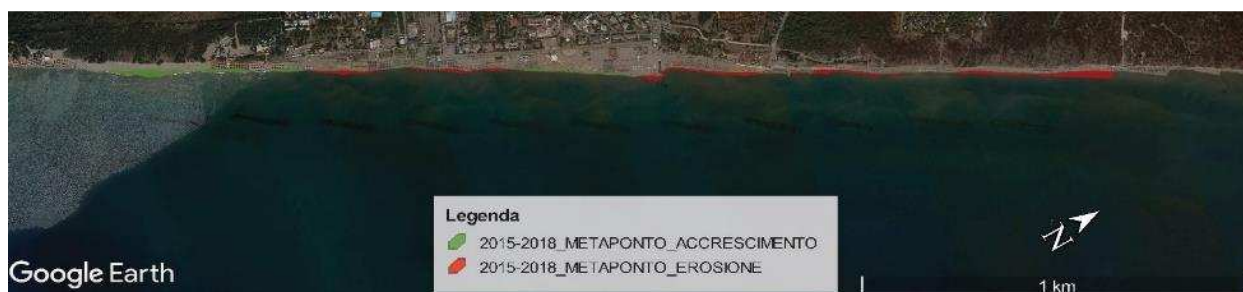 Legenda
2015-2018_METAPONTO_ACCRESCIMENTO
2015-2018_METAPONTO_EROSIONE
N
Google Earth
1 km